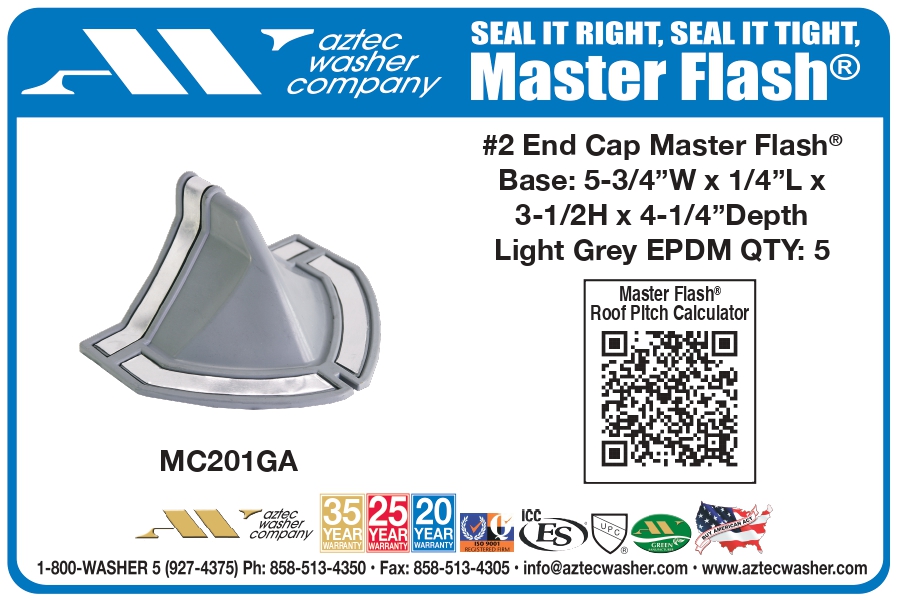 aztec
washer
company
SEAL IT RIGHT, SEAL IT TIGHT,
Master Flash®
#2 End Cap Master Flash®
Base: 5-3/4”W x 1/4”L x
3-1/2H x 4-1/4”Depth
Light Grey EPDM QTY: 5
Master Flash®
Roof Pitch Calculator
MC201GA
aztec
washer
company
35
YEAR
WARRANTY
25
YEAR
WARRANTY
20
YEAR
WARRANTY
ISO 9001
REGISTERED FIRM
ICC
ES
®
UPC
®
GREEN
BUY AMERICAN ACT
1-800-WASHER 5 (927-4375) Ph: 858-513-4350 · Fax: 858-513-4305 · info@aztecwasher.com · www.aztecwasher.com